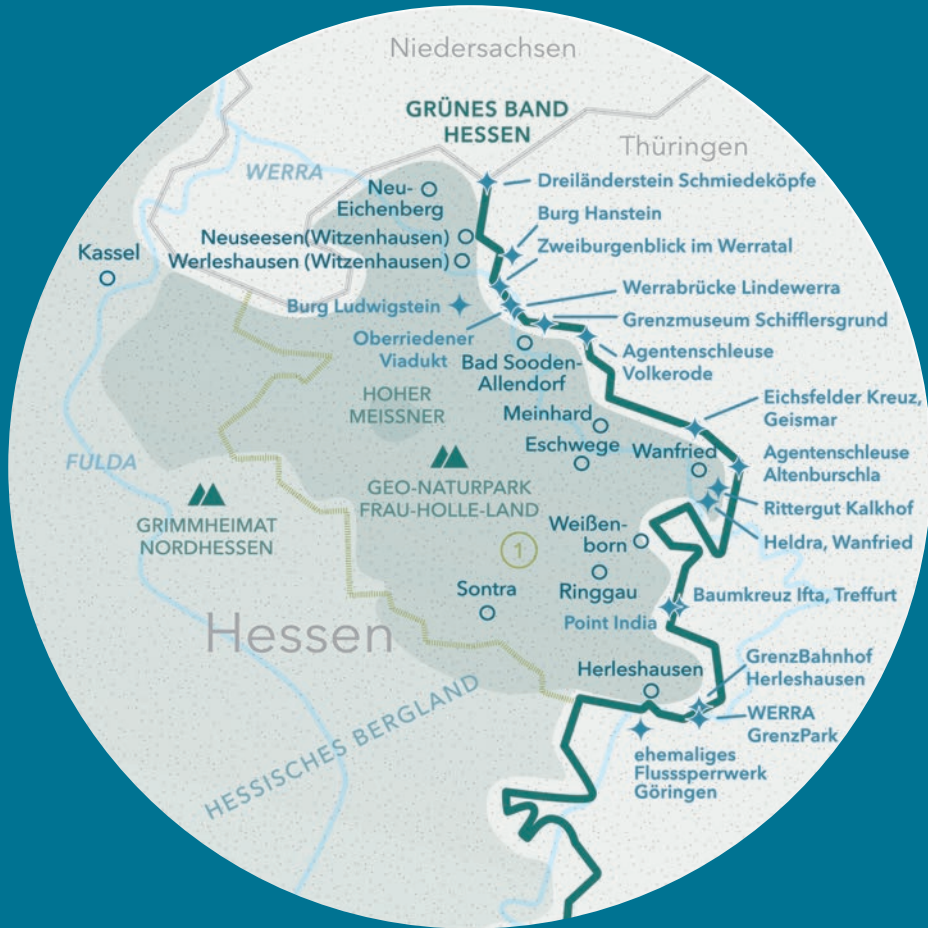 Niedersachsen
GRÜNES BAND
HESSEN
Thüringen
WERRA
Dreiländerstein Schmiedeköpfe
Neu-
Eichenberg
Burg Hanstein
Neuseesen(Witzenhausen)
Zweiburgenblick im Werratal
Kassel
Werleshausen (Witzenhausen)
Werrabrücke Lindewerra
Burg Ludwigstein
Grenzmuseum Schifflersgrund
Oberriedener
Viadukt
Agentenschleuse
Volkerode
Bad Sooden-
Allendorf
HOHER
MEISSNER
Eichsfelder Kreuz,
Geismar
Meinhard
Eschwege
Wanfried
Agentenschleuse
Altenburschla
FULDA
GEO-NATURPARK
FRAU-HOLLE-LAND
Rittergut Kalkhof
GRIMMHEIMAT
NORDHESSEN
Heldra, Wanfried
Weißen-
born
1
Ringgau
Sontra
Baumkreuz Ifta, Treffurt
Point India
Hessen
Herleshausen
GrenzBahnhof
Herleshausen
HESSISCHES BERGLAND
WERRA
GrenzPark
ehemaliges
Flusssperrwerk
Göringen